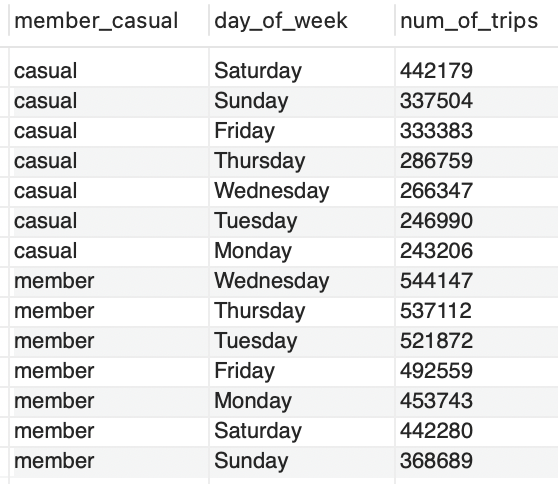 member_casual day_of_week num_of_trips
casual Saturday 442179
casual Sunday 337504
casual Friday 333383
casual Thursday 286759
casual Wednesday 266347
casual Tuesday 246990
casual Monday 243206
member Wednesday 544147
member Thursday 537112
member Tuesday 521872
member Friday 492559
member Monday 453743
member Saturday 442280
member Sunday 368689